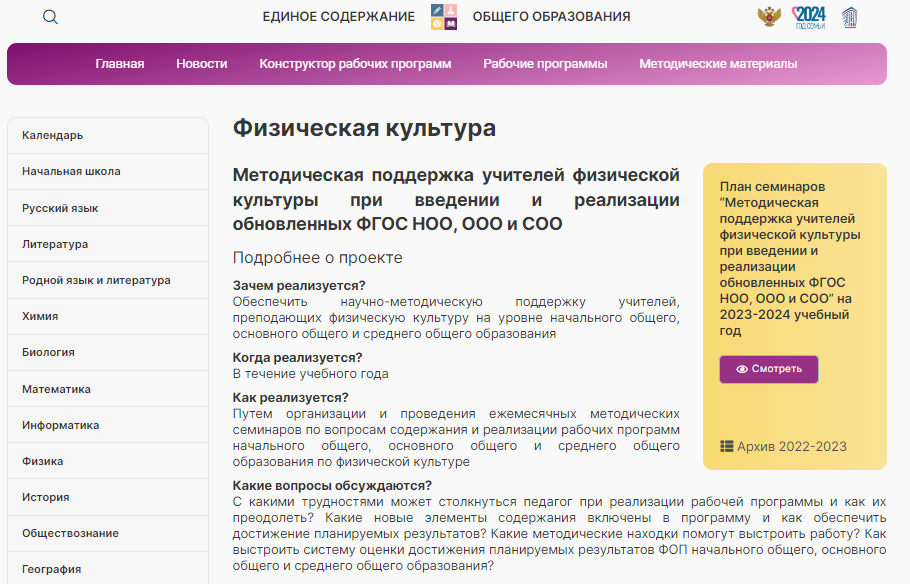 ЕДИНОЕ СОДЕРЖАНИЕ ОБЩЕГО ОБРАЗОВАНИЯ
2024
ГОД СЕМЬИ
Главная Новости Конструктор рабочих программ Рабочие программы Методические материалы
Календарь
Начальная школа
Русский язык
Литература
Родной язык и литература
Химия
Биология
Математика
Информатика
Физика
История
Обществознание
География
Физическая культура
Методическая поддержка учителей физической
культуры при введении и реализации
обновленных ФГОС НОО, ООО и СОО
Подробнее о проекте
Зачем реализуется?
Обеспечить научно-методическую поддержку учителей,
преподающих физическую культуру на уровне начального общего,
основного общего и среднего общего образования
Когда реализуется?
В течение учебного года
Как реализуется?
Путем организации и проведения ежемесячных методических
семинаров по вопросам содержания и реализации рабочих программ
начального общего, основного общего и среднего общего
образования по физической культуре
Какие вопросы обсуждаются?
С какими трудностями может столкнуться педагог при реализации рабочей программы и как их
преодолеть? Какие новые элементы содержания включены в программу и как обеспечить
достижение планируемых результатов? Какие методические находки помогут выстроить работу? Как
выстроить систему оценки достижения планируемых результатов ФОП начального общего, основного
общего и среднего общего образования?
План семинаров
“Методическая
поддержка учителей
физической культуры
при введении и
реализации
обновленных ФГОС
НОО, ООО и СОО” на
2023-2024 учебный
год
Смотреть
Архив 2022-2023